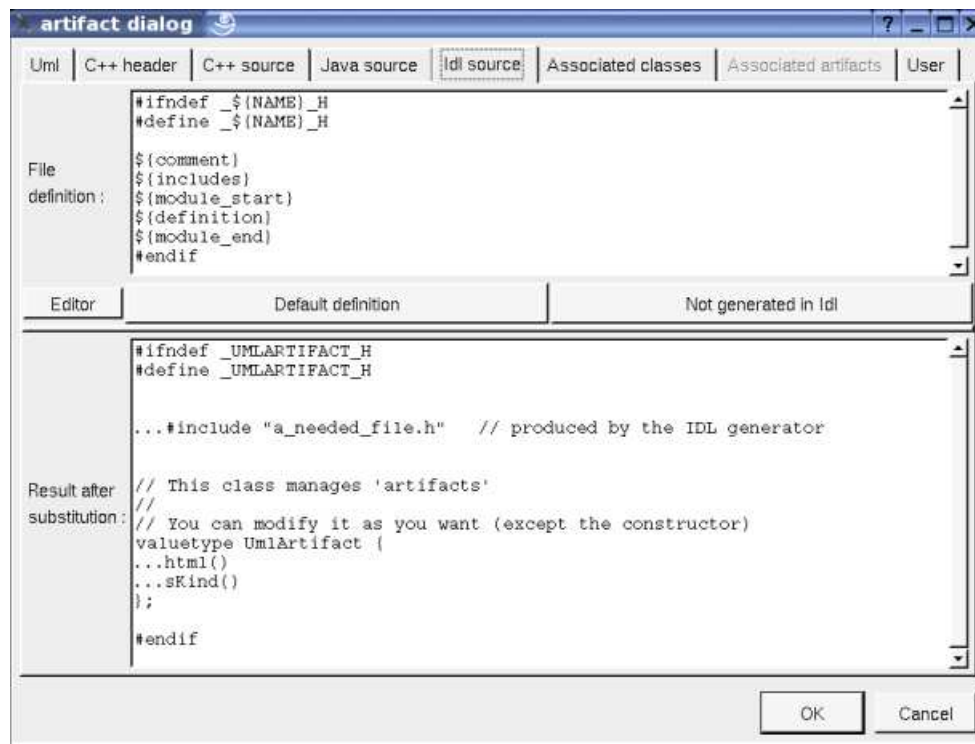 artifact dialog
Uml C++ header C++ source Java source Idl source Associated classes Associated artifacts User
#ifndef _${NAME}_H
#define _${NAME}_H
File
definition :
${comment}
${includes}
${module_start}
${definition}
${module_end}
#endif
Editor Default definition Not generated in Idl
#ifndef _UMLARTIFACT_H
#define _UMLARTIFACT_H
...#include "a_needed_file.h" // produced by the IDL generator
Result after
substitution :
// This class manages 'artifacts'
//
// You can modify it as you want (except the constructor)
valuetype UmlArtifact {
...html()
...sKind()
};
#endif
OK Cancel